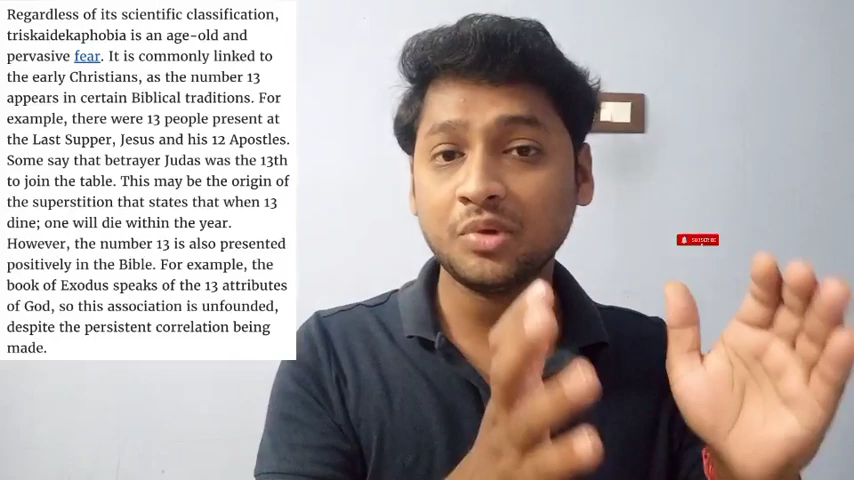 Regardless of its scientific classification,
triskaidekaphobia is an age-old and
pervasive fear. It is commonly linked to
the early Christians, as the number 13
appears in certain Biblical traditions. For
example, there were 13 people present at
the Last Supper, Jesus and his 12 Apostles.
Some say that betrayer Judas was the 13th
to join the table. This may be the origin of
the superstition that states that when 13
dine; one will die within the year.
However, the number 13 is also presented
positively in the Bible. For example, the
book of Exodus speaks of the 13 attributes
of God, so this association is unfounded,
despite the persistent correlation being
made.
SUBSCRIBE